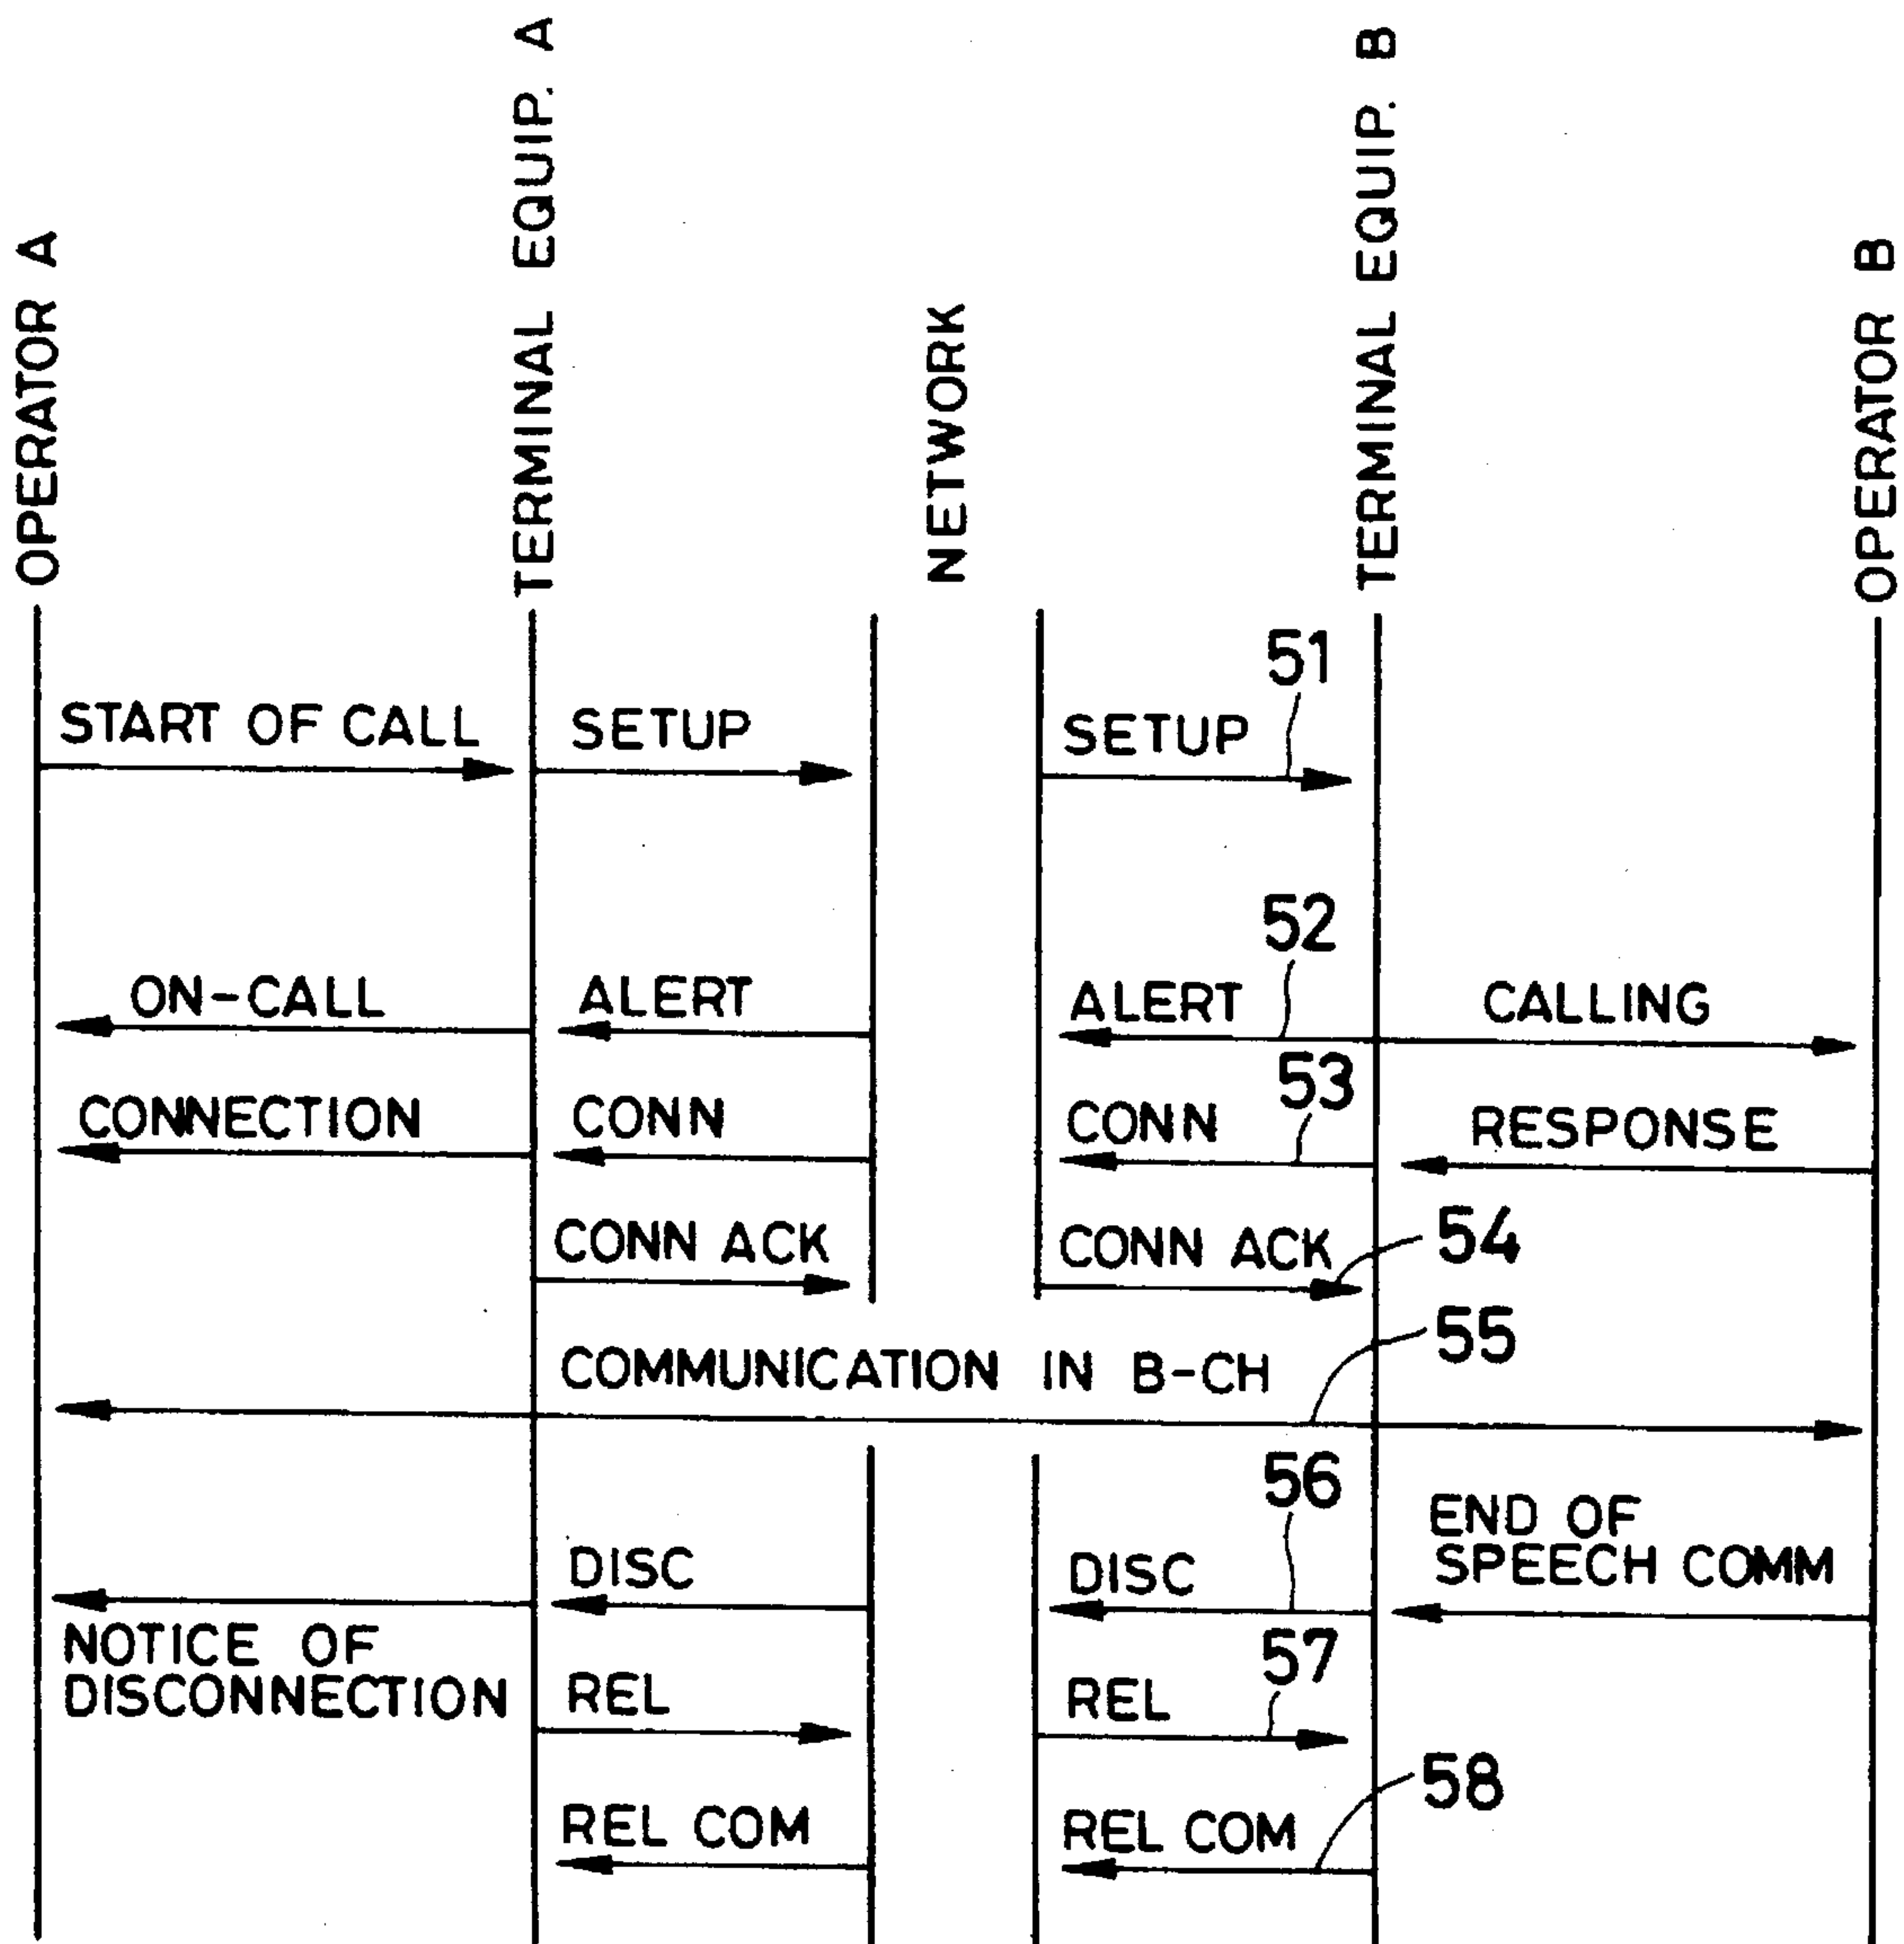 OPERATOR A
TERMINAL EQUIP. A
NETWORK
TERMINAL EQUIP. B
OPERATOR B
START OF CALL
SETUP
SETUP
51
ON-CALL
ALERT
ALERT
52
CALLING
CONNECTION
CONN
CONN
53
RESPONSE
CONN ACK
CONN ACK
54
COMMUNICATION IN B-CH
55
NOTICE OF
DISCONNECTION
DISC
DISC
56
END OF
SPEECH COMM
REL
REL
57
REL COM
REL COM
58